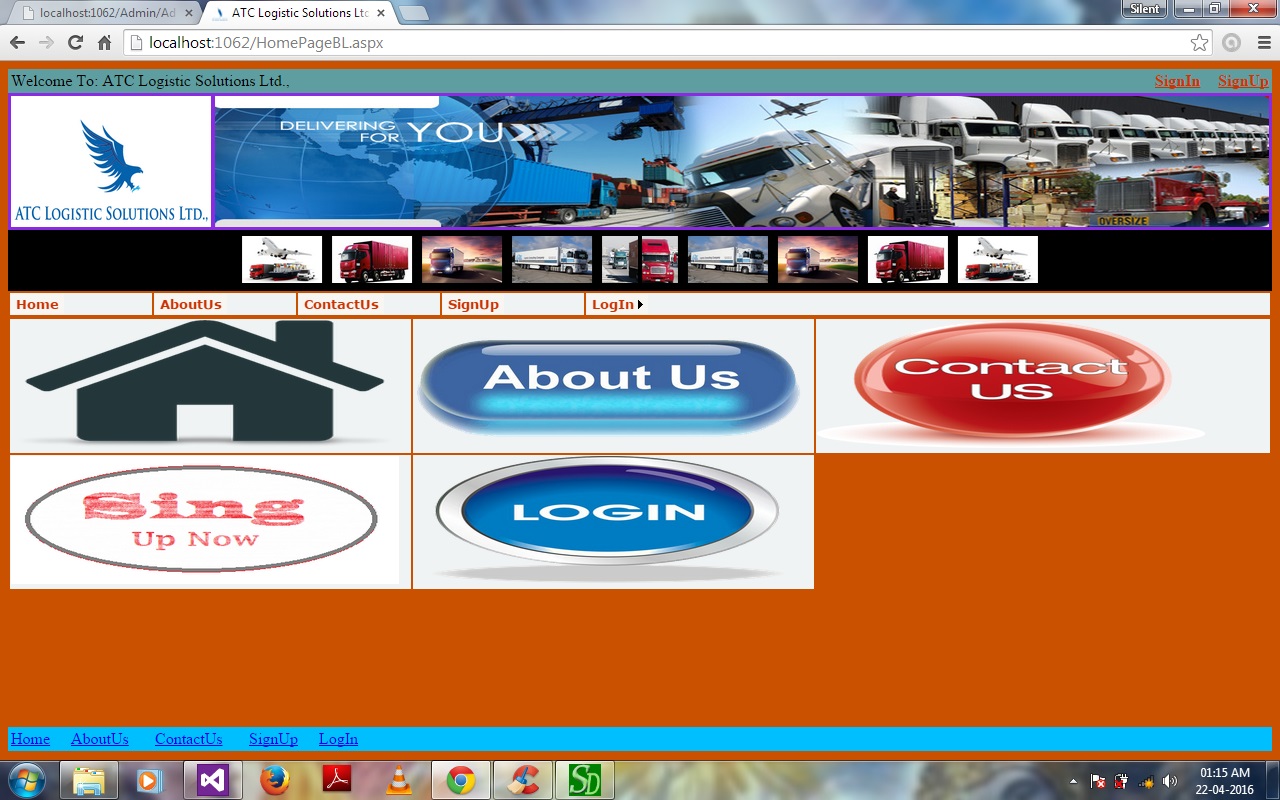 localhost:1062/Admin/Ad
ATC Logistic Solutions Ltd
Silent
localhost:1062/HomePageBL.aspx
Welcome To: ATC Logistic Solutions Ltd.,
SignIn SignUp
DELIVERING
FOR YOU
ATC LOGISTIC SOLUTIONS LTD.,
OVERSIZE
Home AboutUs ContactUs SignUp LogIn
About Us
Contact
US
Sing
Up Now
LOGIN
Home AboutUs ContactUs SignUp LogIn
SD
01:15 AM
22-04-2016